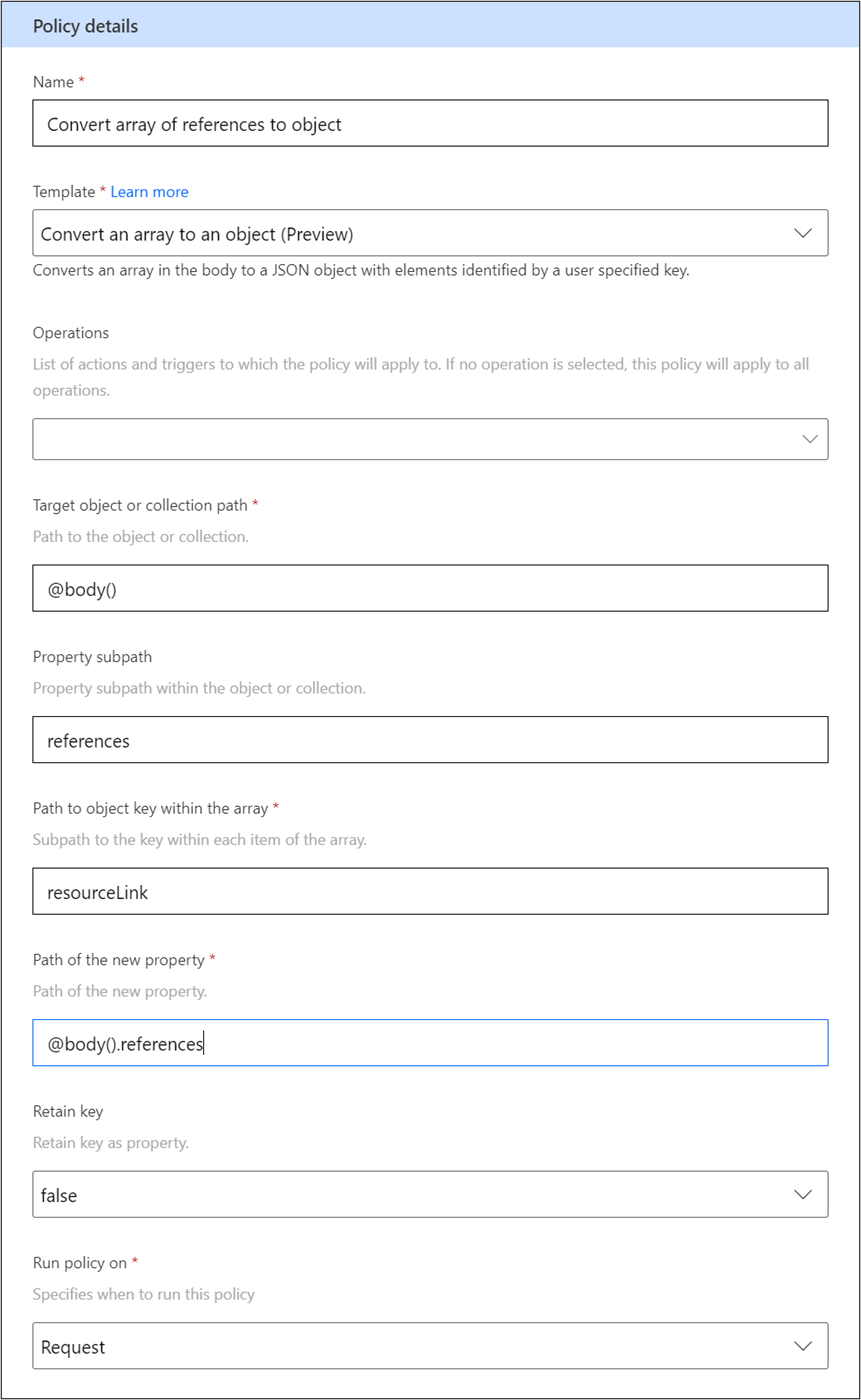 Policy details
Name *
Convert array of references to object
Template * Learn more
Convert an array to an object (Preview)
Converts an array in the body to a JSON object with elements identified by a user specified key.
Operations
List of actions and triggers to which the policy will apply to. If no operation is selected, this policy will apply to all
operations.
Target object or collection path *
Path to the object or collection.
@body()
Property subpath
Property subpath within the object or collection.
references
Path to object key within the array *
Subpath to the key within each item of the array.
resourceLink
Path of the new property *
Path of the new property.
@body().references
Retain key
Retain key as property.
false
Run policy on *
Specifies when to run this policy
Request